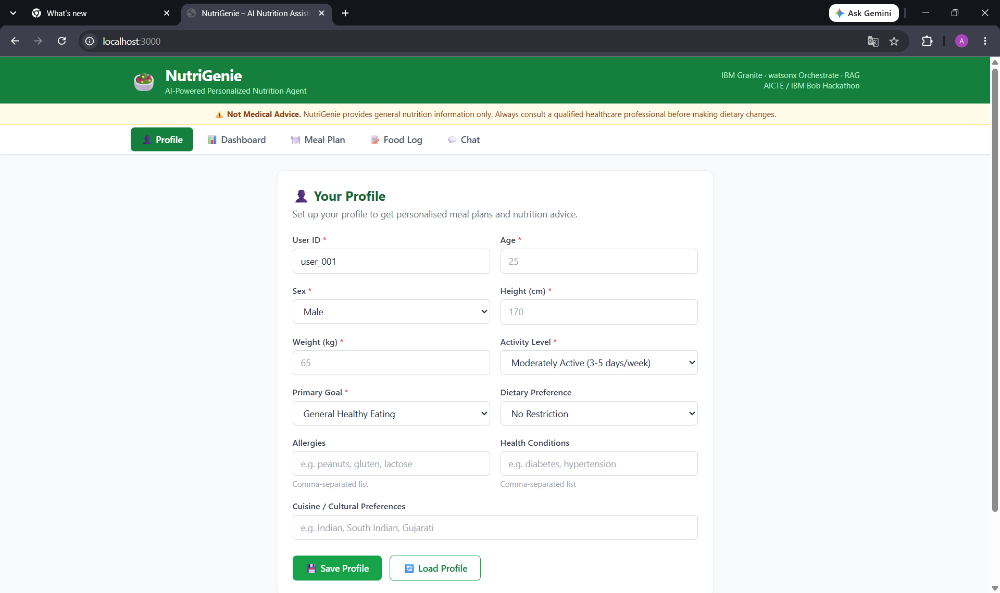 What's new
NutriGenie – AI Nutrition Assist
Ask Gemini
localhost:3000
A
NutriGenie
AI-Powered Personalized Nutrition Agent
IBM Granite · watsonx Orchestrate · RAG
AICTE / IBM Bob Hackathon
Not Medical Advice. NutriGenie provides general nutrition information only. Always consult a qualified healthcare professional before making dietary changes.
Profile
Dashboard
Meal Plan
Food Log
Chat
Your Profile
Set up your profile to get personalised meal plans and nutrition advice.
User ID *
Age *
user_001
25
Sex *
Height (cm) *
Male
170
Weight (kg) *
Activity Level *
65
Moderately Active (3-5 days/week)
Primary Goal *
Dietary Preference
General Healthy Eating
No Restriction
Allergies
Health Conditions
e.g. peanuts, gluten, lactose
e.g. diabetes, hypertension
Comma-separated list
Comma-separated list
Cuisine / Cultural Preferences
e.g. Indian, South Indian, Gujarati
Save Profile
Load Profile